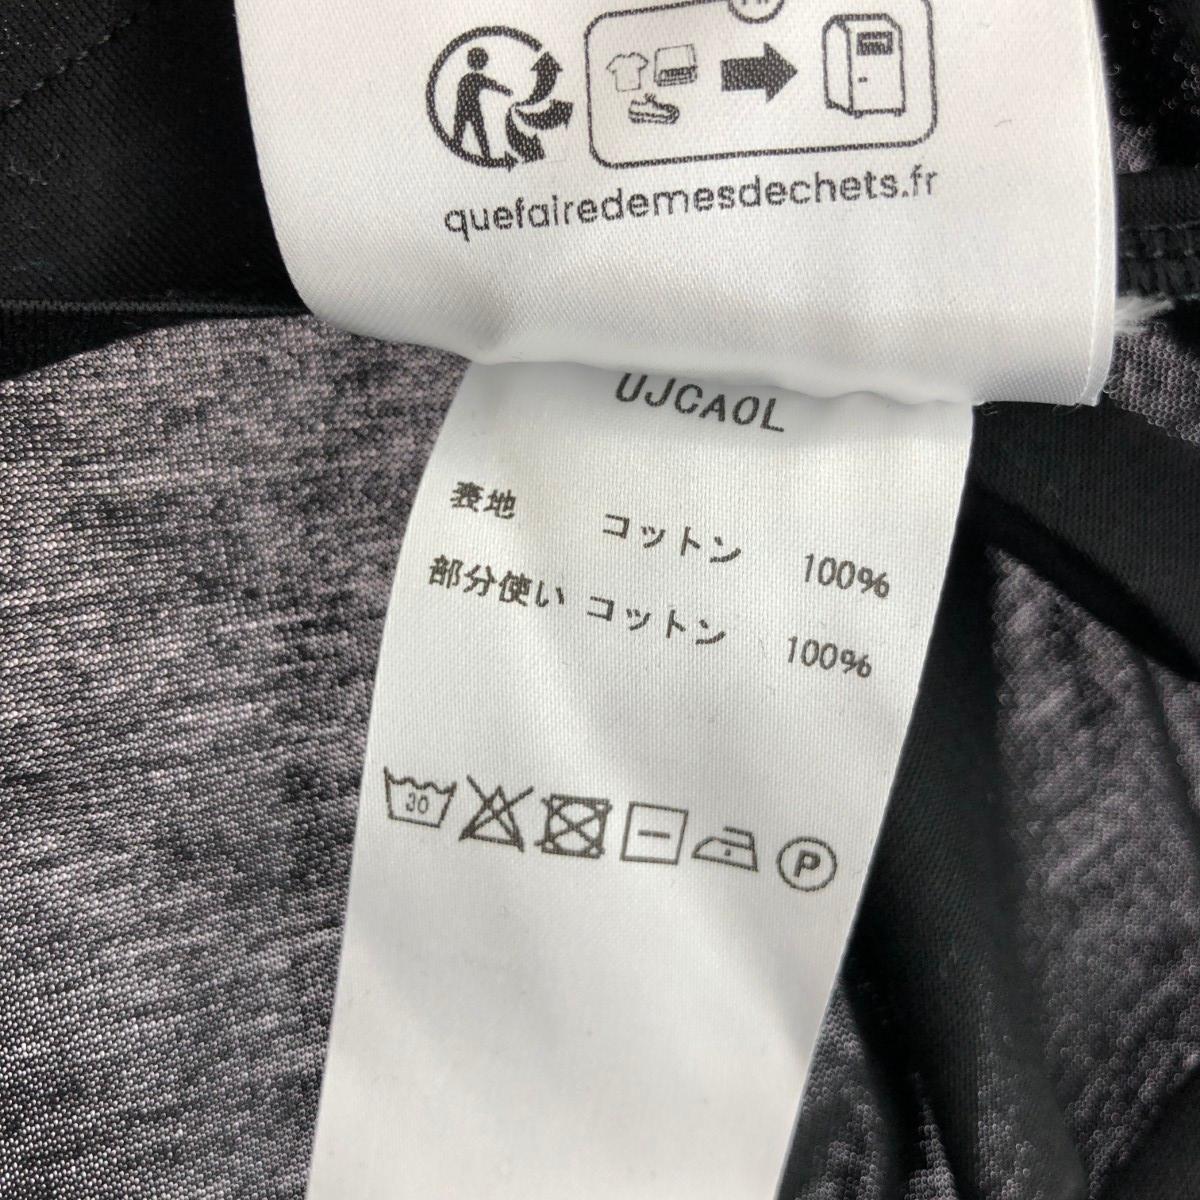 quefairedemesdechets.fr
UJCAOL
表地 コットン 100%
部分使い コットン 100%
30
P